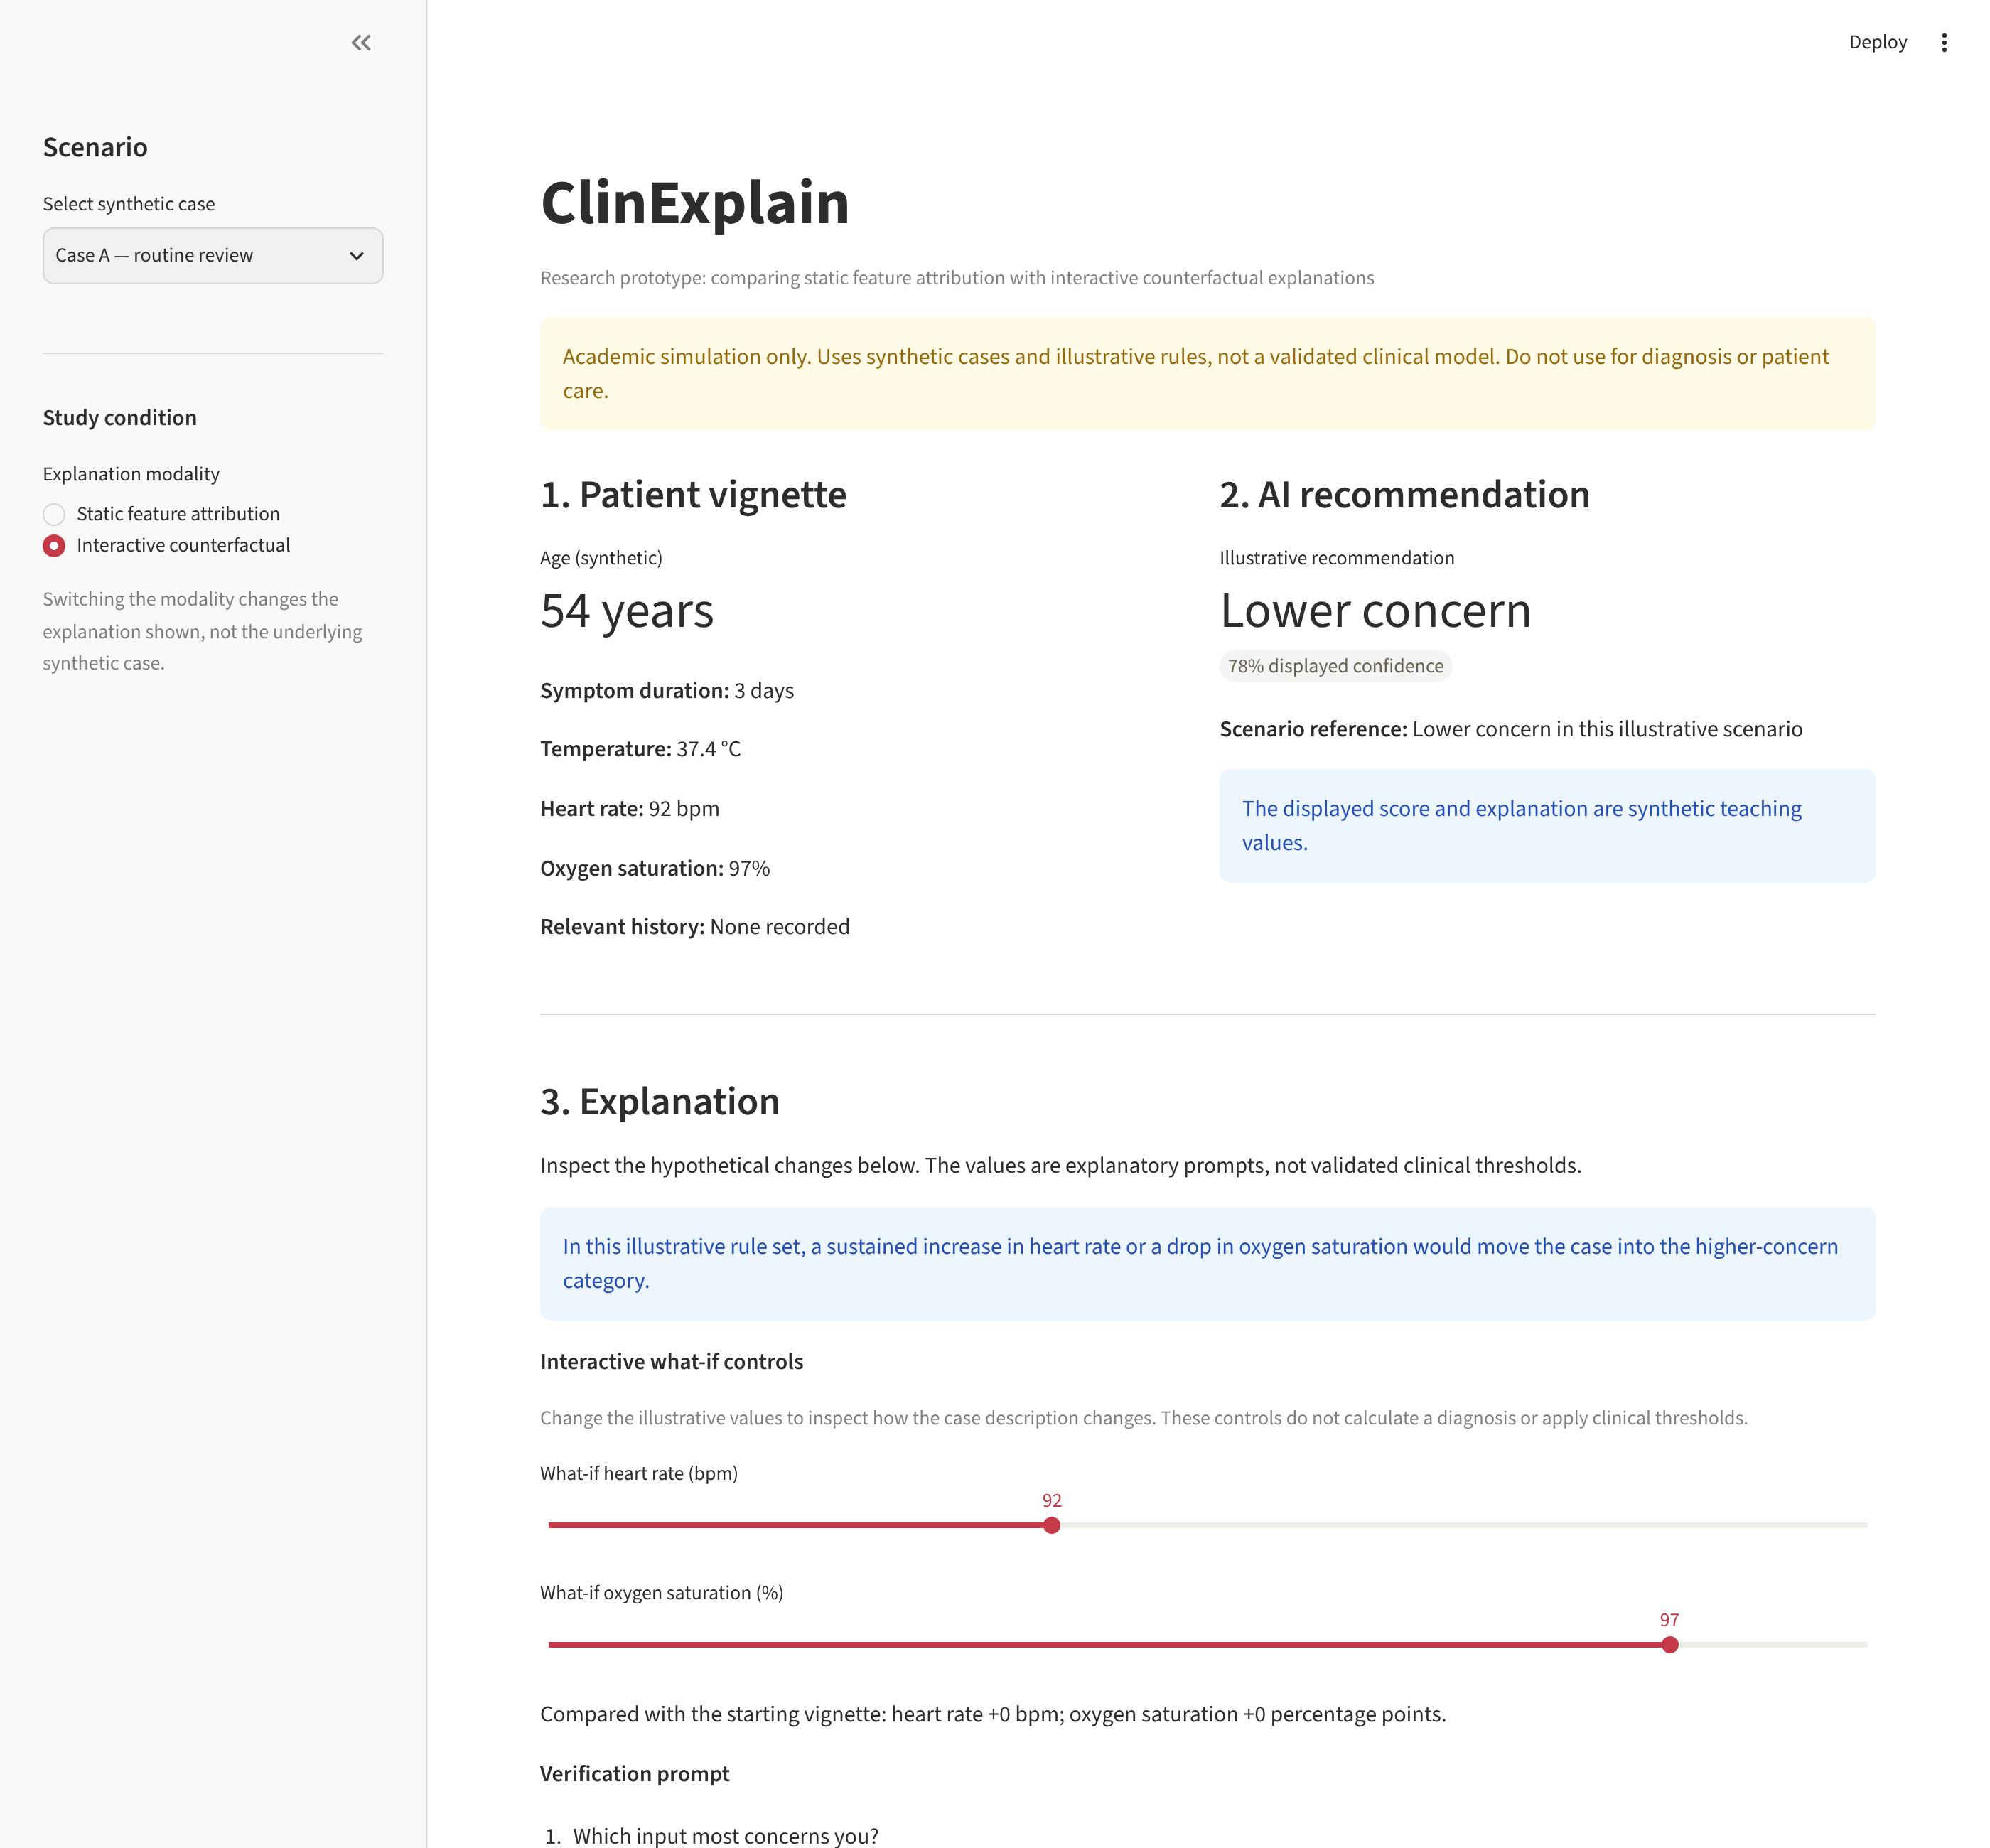 Deploy
Scenario
Select synthetic case
Case A — routine review
Study condition
Explanation modality
Static feature attribution
Interactive counterfactual
Switching the modality changes the
explanation shown, not the underlying
synthetic case.
ClinExplain
Research prototype: comparing static feature attribution with interactive counterfactual explanations
Academic simulation only. Uses synthetic cases and illustrative rules, not a validated clinical model. Do not use for diagnosis or patient
care.
1. Patient vignette
Age (synthetic)
54 years
Symptom duration: 3 days
Temperature: 37.4 °C
Heart rate: 92 bpm
Oxygen saturation: 97%
Relevant history: None recorded
2. AI recommendation
Illustrative recommendation
Lower concern
78% displayed confidence
Scenario reference: Lower concern in this illustrative scenario
The displayed score and explanation are synthetic teaching
values.
3. Explanation
Inspect the hypothetical changes below. The values are explanatory prompts, not validated clinical thresholds.
In this illustrative rule set, a sustained increase in heart rate or a drop in oxygen saturation would move the case into the higher-concern
category.
Interactive what-if controls
Change the illustrative values to inspect how the case description changes. These controls do not calculate a diagnosis or apply clinical thresholds.
What-if heart rate (bpm)
92
What-if oxygen saturation (%)
97
Compared with the starting vignette: heart rate +0 bpm; oxygen saturation +0 percentage points.
Verification prompt
1. Which input most concerns you?